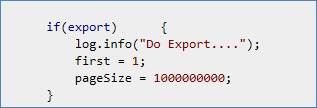 if(export)      {
    log.info("Do Export....");
    first = 1;
    pageSize = 1000000000;
}